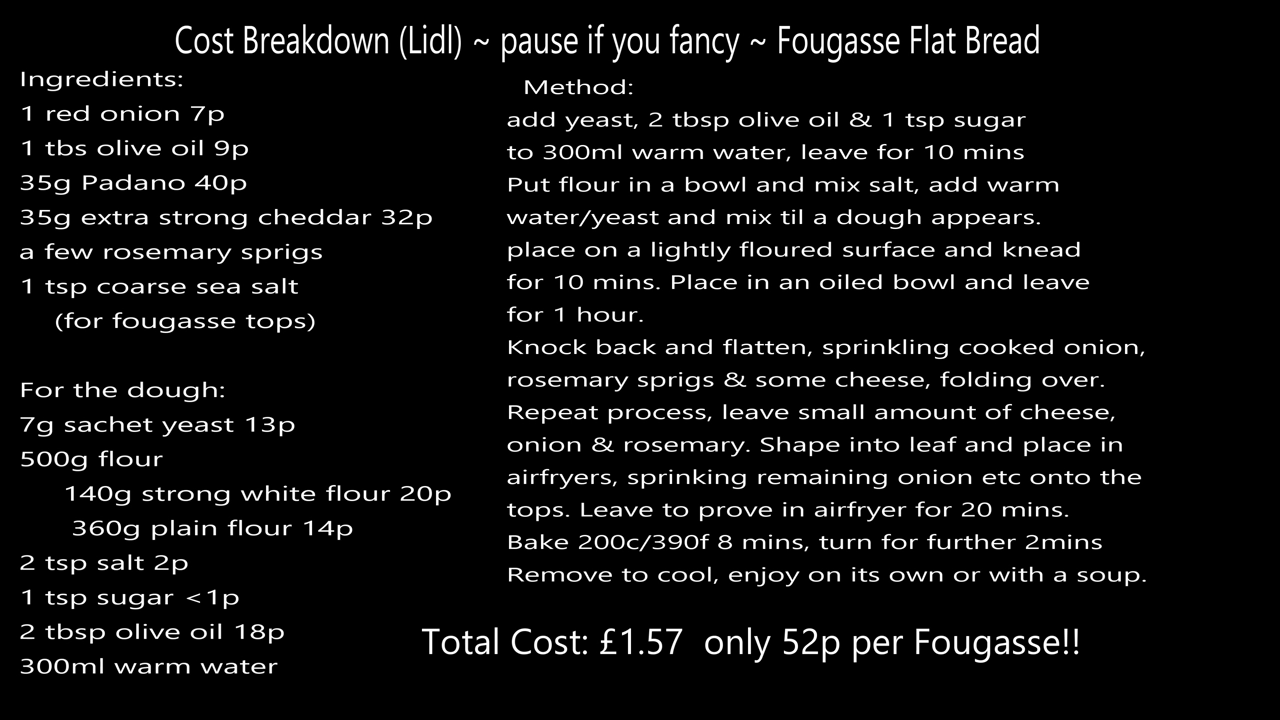 Cost Breakdown (Lidl) ~ pause if you fancy ~ Fougasse Flat Bread
Ingredients:
1 red onion 7p
1 tbs olive oil 9p
35g Padano 40p
35g extra strong cheddar 32p
a few rosemary sprigs
1 tsp coarse sea salt
(for fougasse tops)
For the dough:
7g sachet yeast 13p
500g flour
140g strong white flour 20p
360g plain flour 14p
2 tsp salt 2p
1 tsp sugar <1p
2 tbsp olive oil 18p
300ml warm water
Method:
add yeast, 2 tbsp olive oil & 1 tsp sugar
to 300ml warm water, leave for 10 mins
Put flour in a bowl and mix salt, add warm
water/yeast and mix til a dough appears.
place on a lightly floured surface and knead
for 10 mins. Place in an oiled bowl and leave
for 1 hour.
Knock back and flatten, sprinkling cooked onion,
rosemary sprigs & some cheese, folding over.
Repeat process, leave small amount of cheese,
onion & rosemary. Shape into leaf and place in
airfryers, sprinking remaining onion etc onto the
tops. Leave to prove in airfryer for 20 mins.
Bake 200c/390f 8 mins, turn for further 2mins
Remove to cool, enjoy on its own or with a soup.
Total Cost: £1.57 only 52p per Fougasse!!